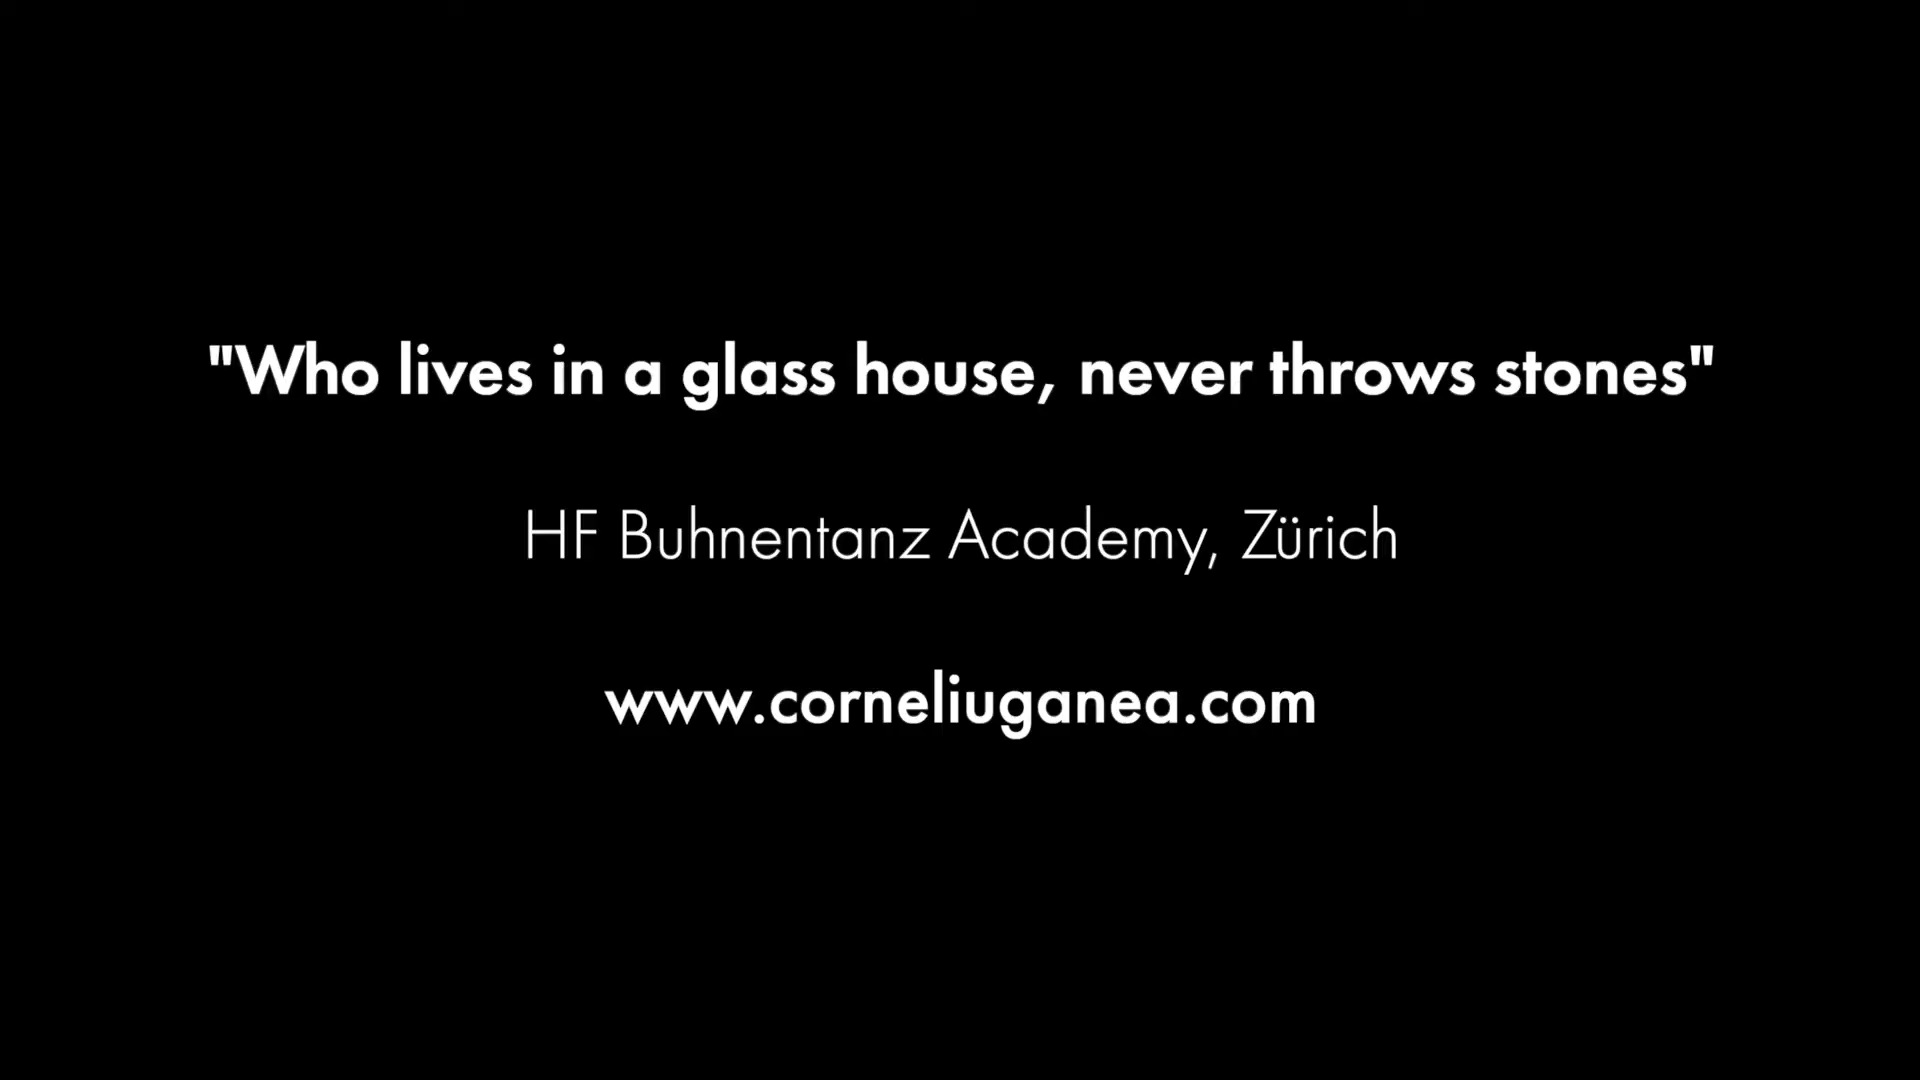 "Who lives in a glass house, never throws stones"
HF Buhnentanz Academy, Zürich
www.corneliuganea.com